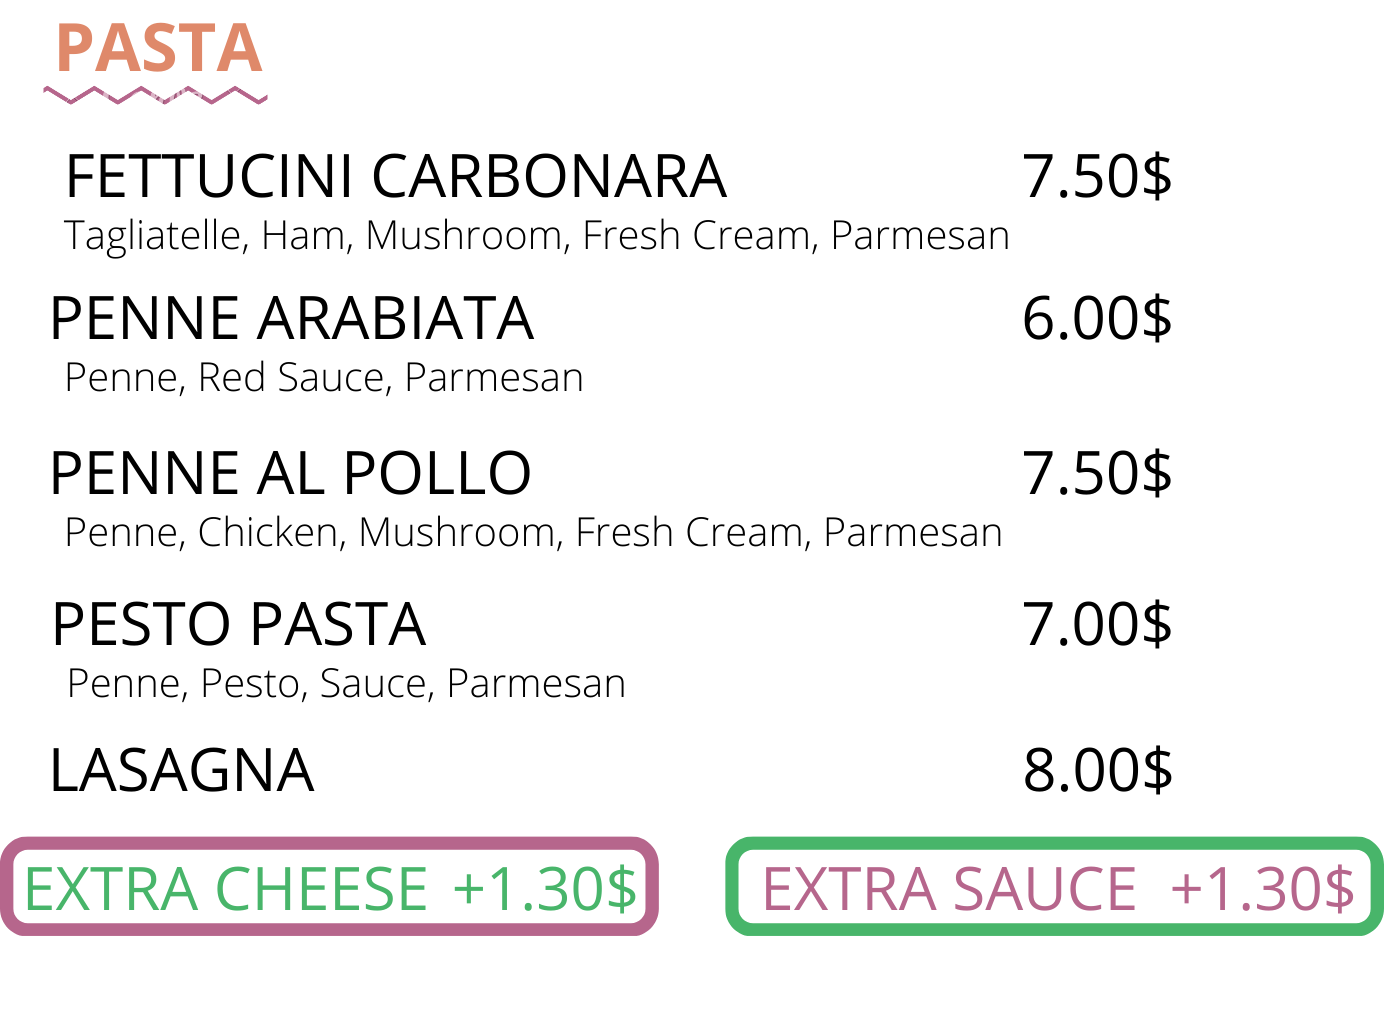 PASTA
FETTUCINI CARBONARA 7.50$
Tagliatelle, Ham, Mushroom, Fresh Cream, Parmesan
PENNE ARABIATA 6.00$
Penne, Red Sauce, Parmesan
PENNE AL POLLO 7.50$
Penne, Chicken, Mushroom, Fresh Cream, Parmesan
PESTO PASTA 7.00$
Penne, Pesto, Sauce, Parmesan
LASAGNA 8.00$
EXTRA CHEESE +1.30$ EXTRA SAUCE +1.30$